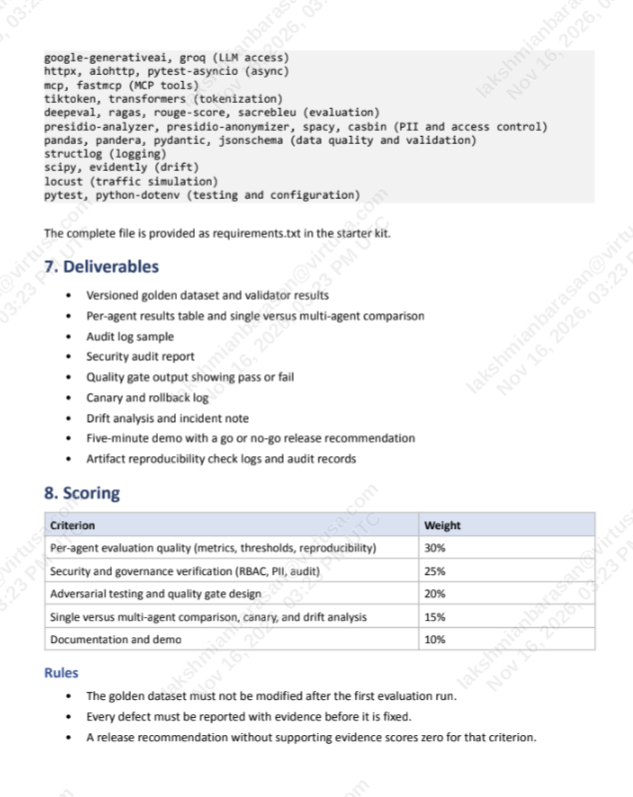 google-generativeai, groq (LLM access)
httpx, aiohttp, pytest-asyncio (async)
mcp, fastmcp (MCP tools)
tiktoken, transformers (tokenization)
deepeval, ragas, rouge-score, sacrebleu (evaluation)
presidio-analyzer, presidio-anonymizer, spacy, casbin (PII and access control)
pandas, pandera, pydantic, jsonschema (data quality and validation)
structlog (logging)
scipy, evidently (drift)
locust (traffic simulation)
pytest, python-dotenv (testing and configuration)
The complete file is provided as requirements.txt in the starter kit.
7. Deliverables
• Versioned golden dataset and validator results
• Per-agent results table and single versus multi-agent comparison
• Audit log sample
• Security audit report
• Quality gate output showing pass or fail
• Canary and rollback log
• Drift analysis and incident note
• Five-minute demo with a go or no-go release recommendation
• Artifact reproducibility check logs and audit records
8. Scoring
Criterion Weight
Per-agent evaluation quality (metrics, thresholds, reproducibility) 30%
Security and governance verification (RBAC, PII, audit) 25%
Adversarial testing and quality gate design 20%
Single versus multi-agent comparison, canary, and drift analysis 15%
Documentation and demo 10%
Rules
• The golden dataset must not be modified after the first evaluation run.
• Every defect must be reported with evidence before it is fixed.
• A release recommendation without supporting evidence scores zero for that criterion.
lakshmianbarasan@virtusa.com
Nov 16, 2026, 03:23 PM UTC